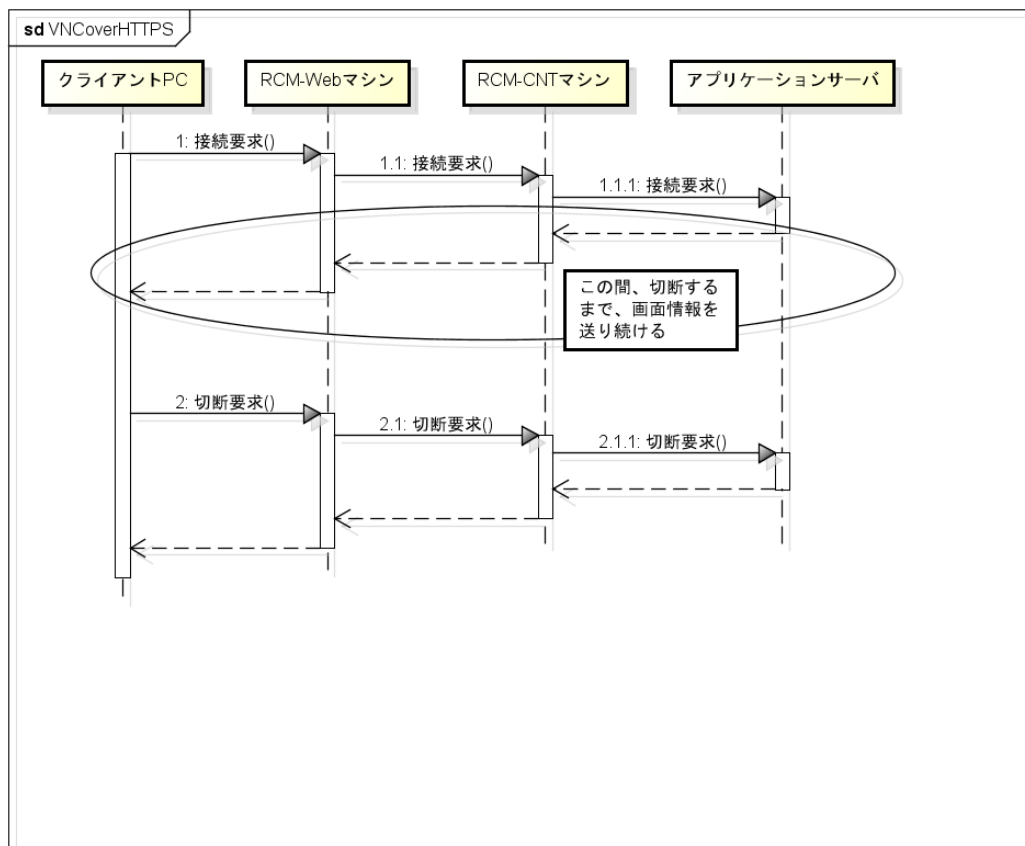 sd VNCoverHTTPS
クライアントPC
RCM-Webマシン
RCM-CNTマシン
アプリケーションサーバ
1: 接続要求()
1.1: 接続要求()
1.1.1: 接続要求()
この間、切断する
まで、画面情報を
送り続ける
2: 切断要求()
2.1: 切断要求()
2.1.1: 切断要求()